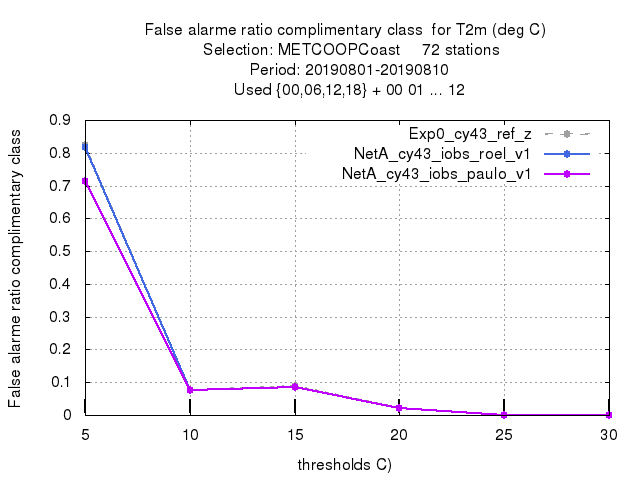 False alarme ratio complimentary class  for T2m (deg C)
Selection: METCOOPCoast     72 stations
Period: 20190801-20190810
Used {00,06,12,18} + 00 01 ... 12
False alarme ratio complimentary class
0.9
0.8
0.7
0.6
0.5
0.4
0.3
0.2
0.1
0
Exp0_cy43_ref_z
NetA_cy43_iobs_roel_v1
NetA_cy43_iobs_paulo_v1
5 10 15 20 25 30
thresholds C)